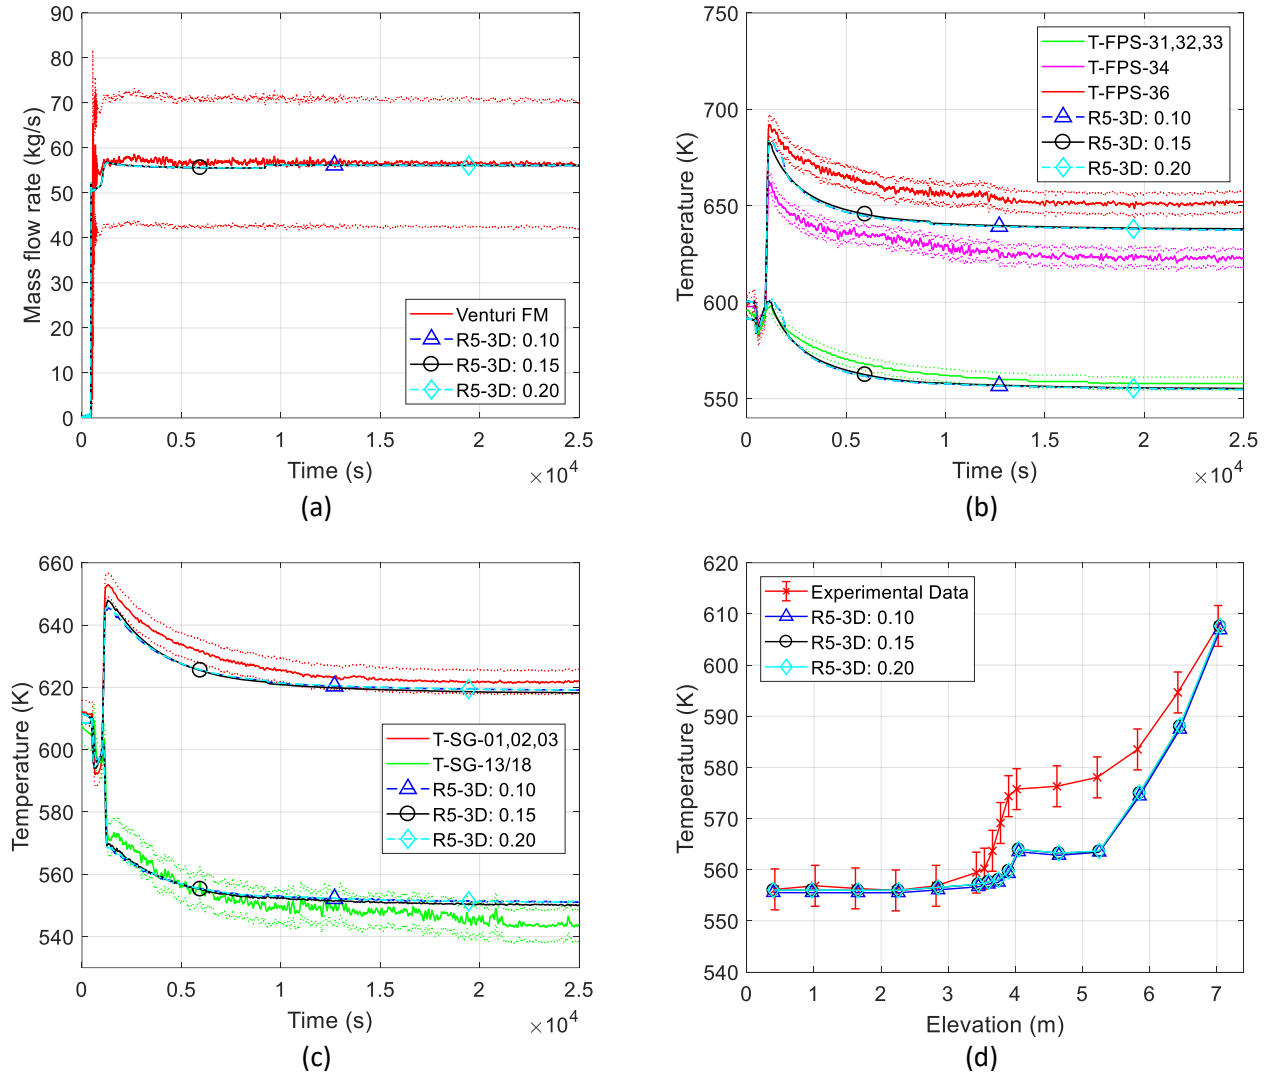 90
80
70
60
50
40
30
20
10
0
Mass flow rate (kg/s)
Venturi FM
R5-3D: 0.10
R5-3D: 0.15
R5-3D: 0.20
0 0.5 1 1.5 2 2.5
Time (s)
×10^4
(a)
750
700
650
600
550
Temperature (K)
T-FPS-31,32,33
T-FPS-34
T-FPS-36
R5-3D: 0.10
R5-3D: 0.15
R5-3D: 0.20
0 0.5 1 1.5 2 2.5
Time (s)
×10^4
(b)
660
640
620
600
580
560
540
Temperature (K)
T-SG-01,02,03
T-SG-13/18
R5-3D: 0.10
R5-3D: 0.15
R5-3D: 0.20
0 0.5 1 1.5 2 2.5
Time (s)
×10^4
(c)
620
610
600
590
580
570
560
550
540
Temperature (K)
Experimental Data
R5-3D: 0.10
R5-3D: 0.15
R5-3D: 0.20
0 1 2 3 4 5 6 7
Elevation (m)
(d)